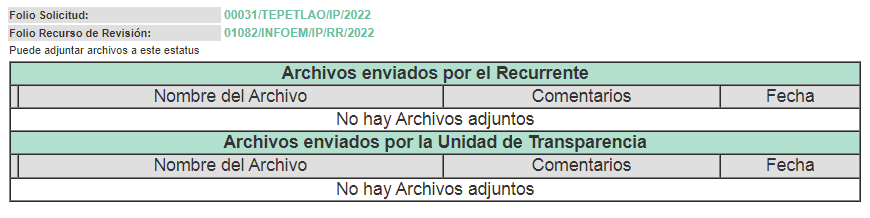 Folio Solicitud: 00031/TEPETLAO/IP/2022
Folio Recurso de Revisión: 01082/INFOEM/IP/RR/2022
Puede adjuntar archivos a este estatus
Archivos enviados por el Recurrente
Nombre del Archivo Comentarios Fecha
No hay Archivos adjuntos
Archivos enviados por la Unidad de Transparencia
Nombre del Archivo Comentarios Fecha
No hay Archivos adjuntos